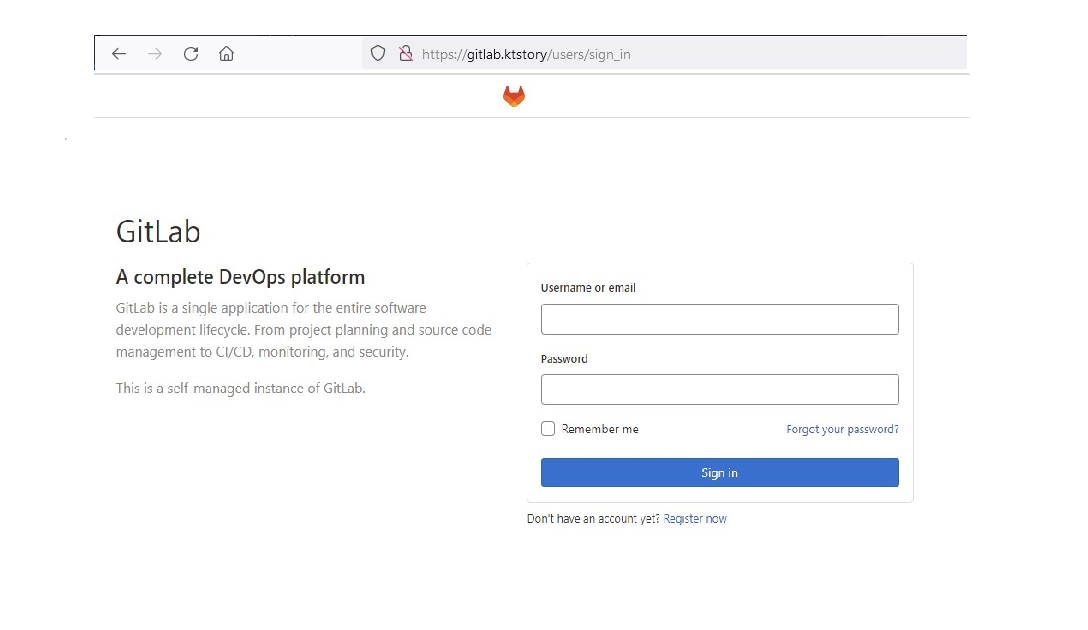 https://gitlab.ktstory/users/sign_in
GitLab
A complete DevOps platform
GitLab is a single application for the entire software
development lifecycle. From project planning and source code
management to CI/CD, monitoring, and security.
This is a self-managed instance of GitLab.
Username or email
Password
Remember me
Forgot your password?
Sign in
Don't have an account yet? Register now